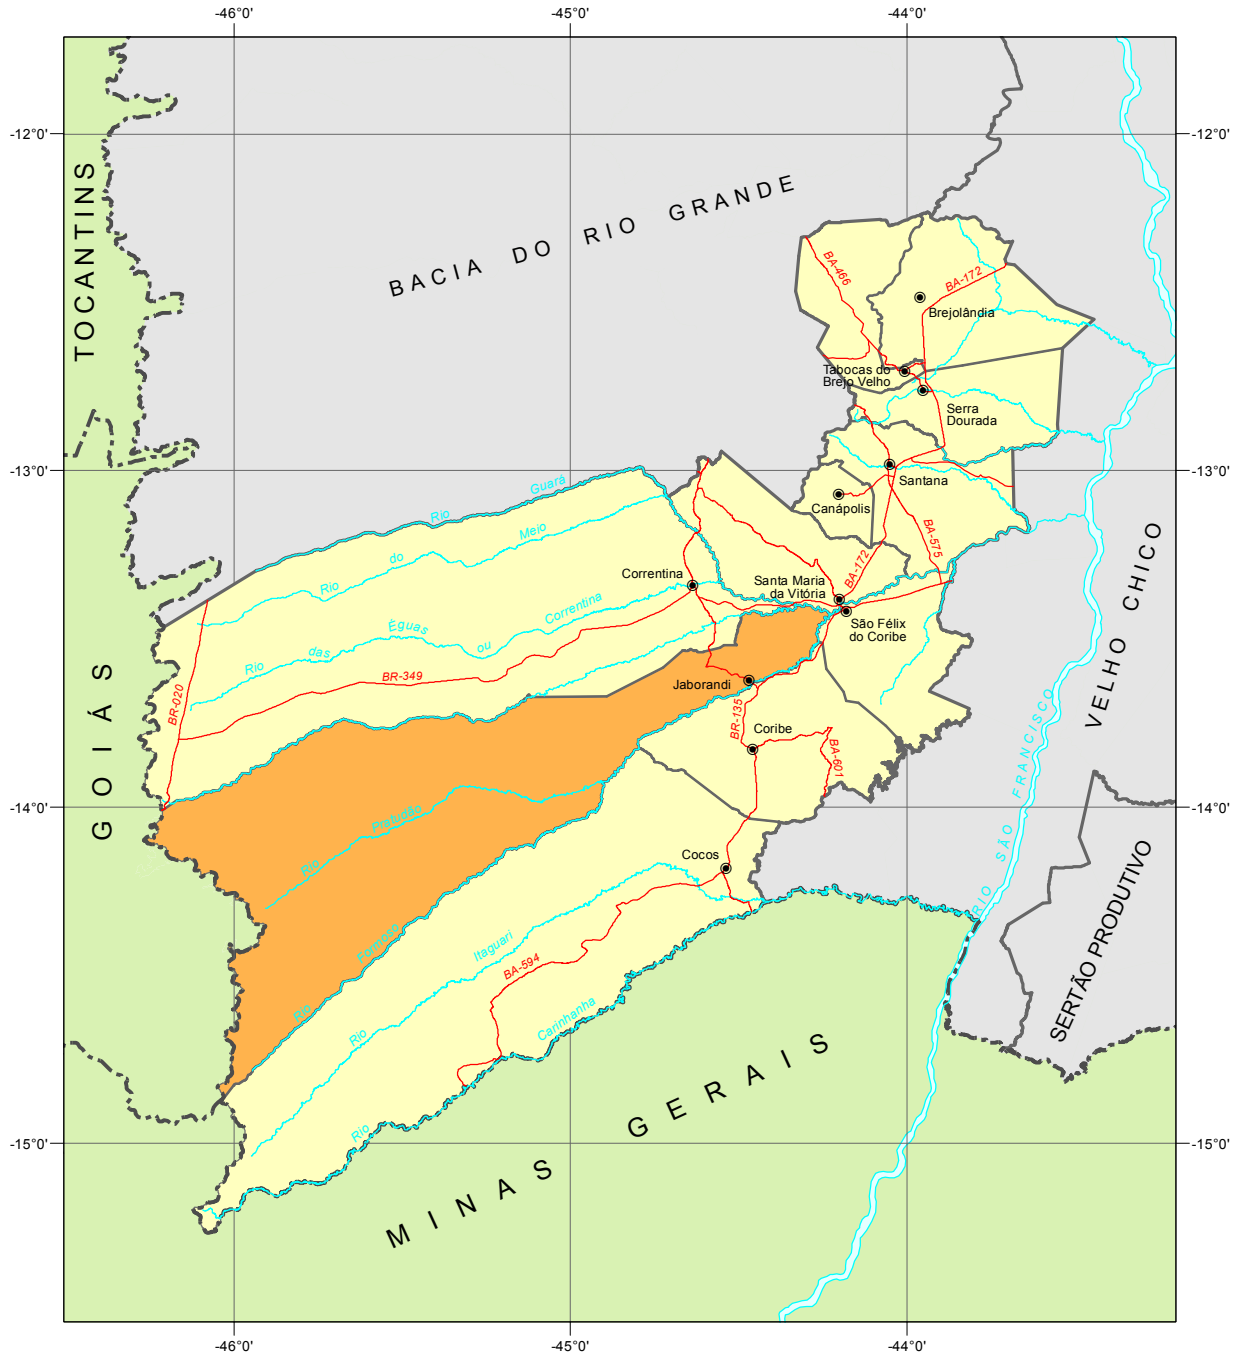 -46°0'
-45°0'
-44°0'
-12°0'
-12°0'
TOCANTINS
BACIA DO RIO GRANDE
BA-466
BA-172
Brejolândia
Tabocas do
Brejo Velho
Serra
Dourada
-13°0'
-13°0'
Santana
Canápolis
Rio Guará
Rio do Meio
BA-575
VELHO CHICO
Correntina
Santa Maria
da Vitória
BA-172
São Félix
do Coribe
Rio das Éguas ou Correntina
BR-349
BR-020
GOIÁS
Jaborandi
BR-135
Coribe
BA-601
RIO SÃO FRANCISCO
-14°0'
-14°0'
Rio Pratudão
Cocos
SERTÃO PRODUTIVO
Rio Formoso
Rio Itaguari
BA-594
Rio Carinhanha
MINAS GERAIS
-15°0'
-15°0'
-46°0'
-45°0'
-44°0'